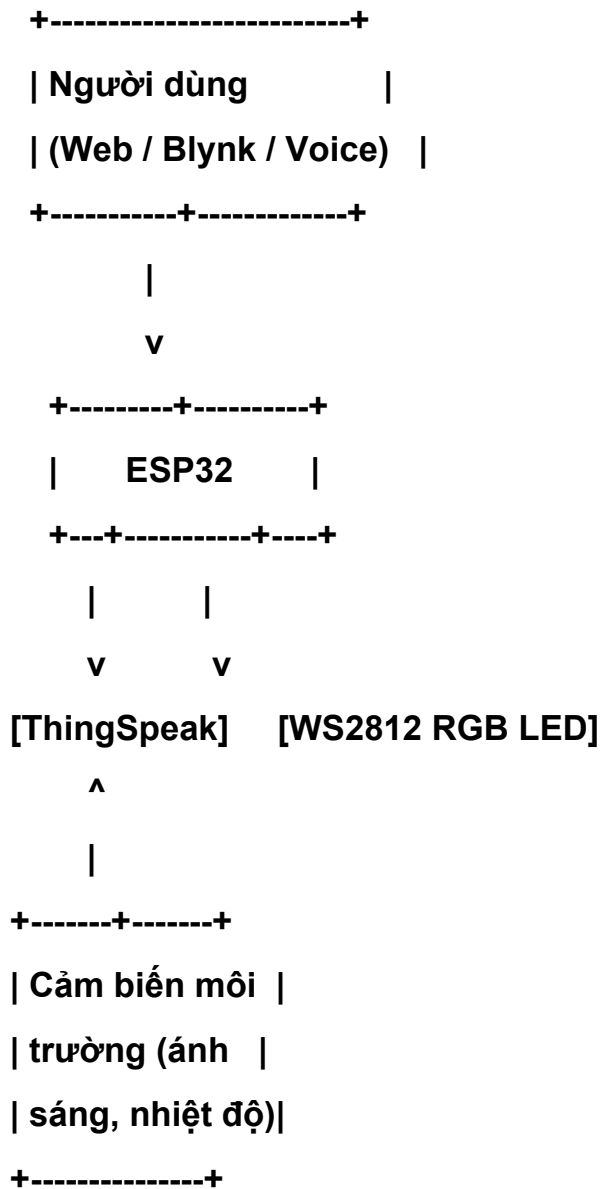 +--------------------------+
| Người dùng |
| (Web / Blynk / Voice) |
+-----------+-------------+
|
v
+---------+----------+
| ESP32 |
+---+-----------+----+
| |
v v
[ThingSpeak] [WS2812 RGB LED]
^
|
+-------+-------+
| Cảm biến môi |
| trường (ánh |
| sáng, nhiệt độ)|
+---------------+